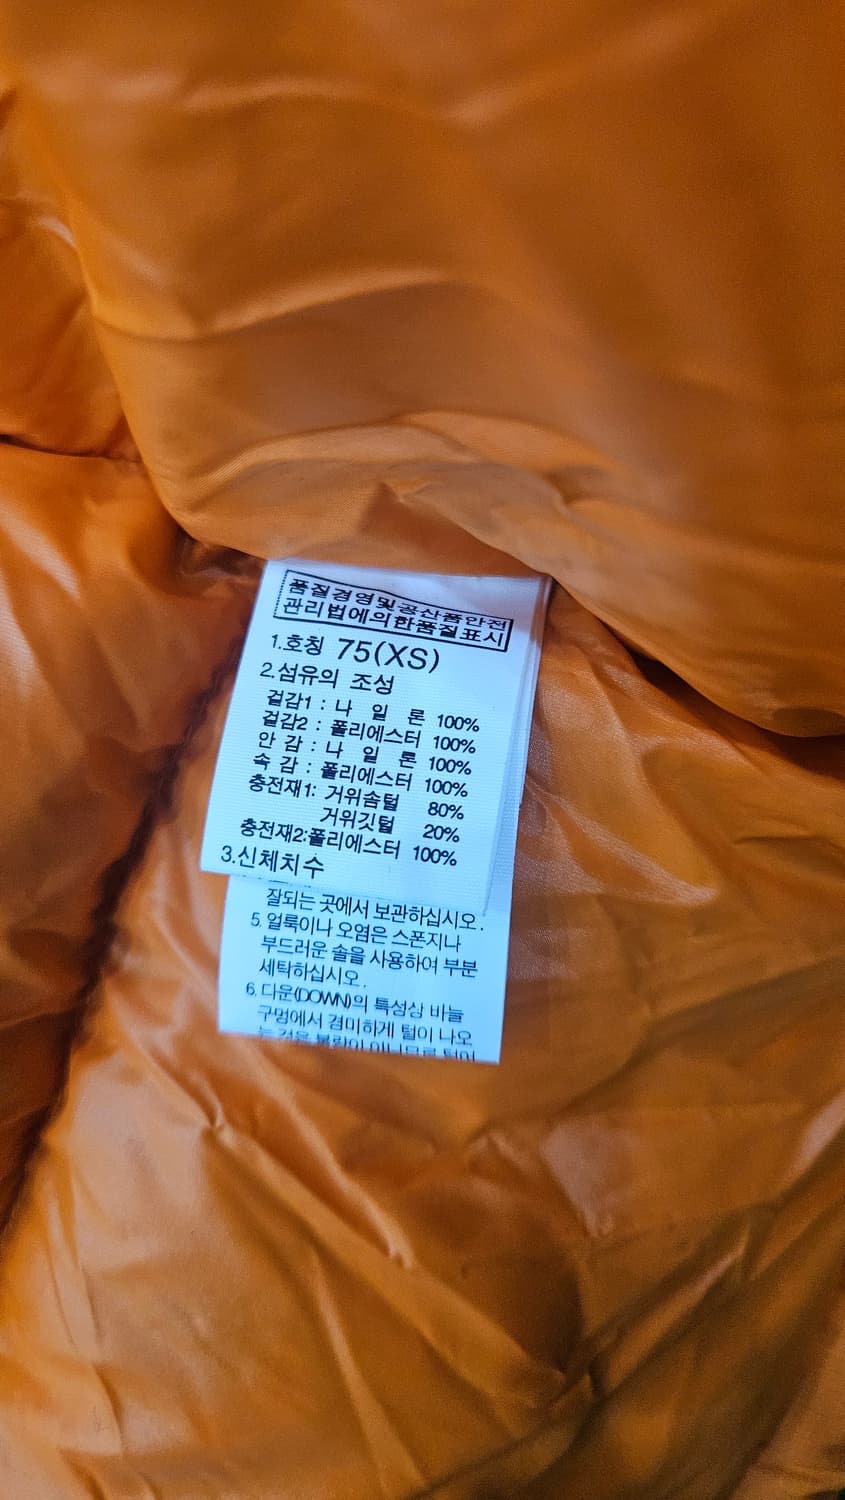 품질경영및공산품안전
관리법에의한품질표시
1.호칭 75(XS)
2.섬유의 조성
겉감1 : 나 일 론 100%
겉감2 : 폴리에스터 100%
안 감 : 나 일 론 100%
속 감 : 폴리에스터 100%
충전재1: 거위솜털 80%
거위깃털 20%
충전재2:폴리에스터 100%
3.신체치수
잘되는 곳에서 보관하십시오.
5. 얼룩이나 오염은 스폰지나
부드러운 솔을 사용하여 부분
세탁하십시오.
6. 다운(DOWN)의 특성상 바늘
구멍에서 경미하게 털이 나오